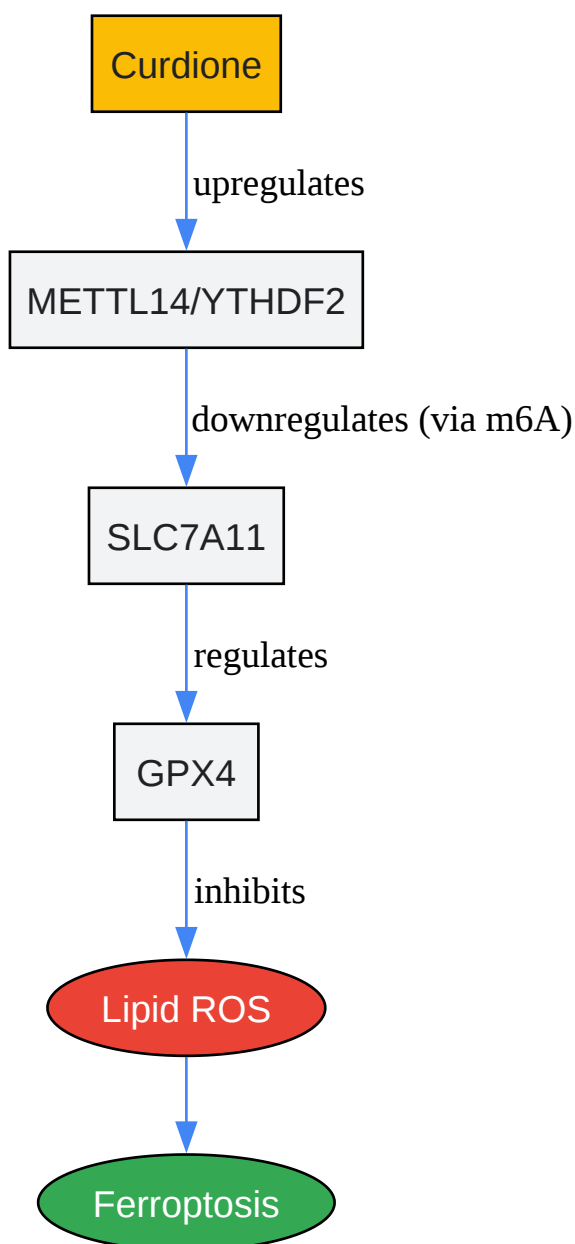 Curdione
upregulates
METTL14/YTHDF2
downregulates (via m6A)
SLC7A11
regulates
GPX4
inhibits
Lipid ROS
Ferroptosis